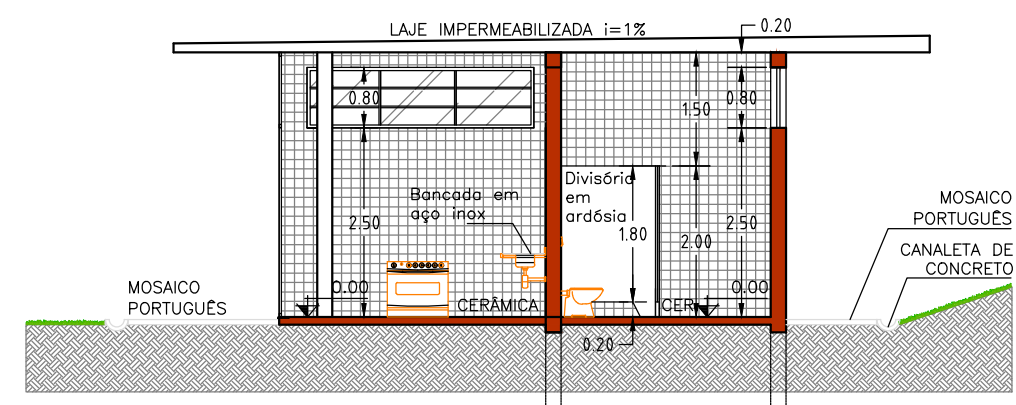 LAJE IMPERMEABILIZADA i=1%
0.20
0.80
0.80
1.50
Bancada em
aço inox
Divisória
em
ardósia
2.50
1.80
2.00
2.50
MOSAICO
PORTUGUÊS
CANALETA DE
CONCRETO
MOSAICO
PORTUGUÊS
0.00
CERÂMICA
CER.
0.00
0.20